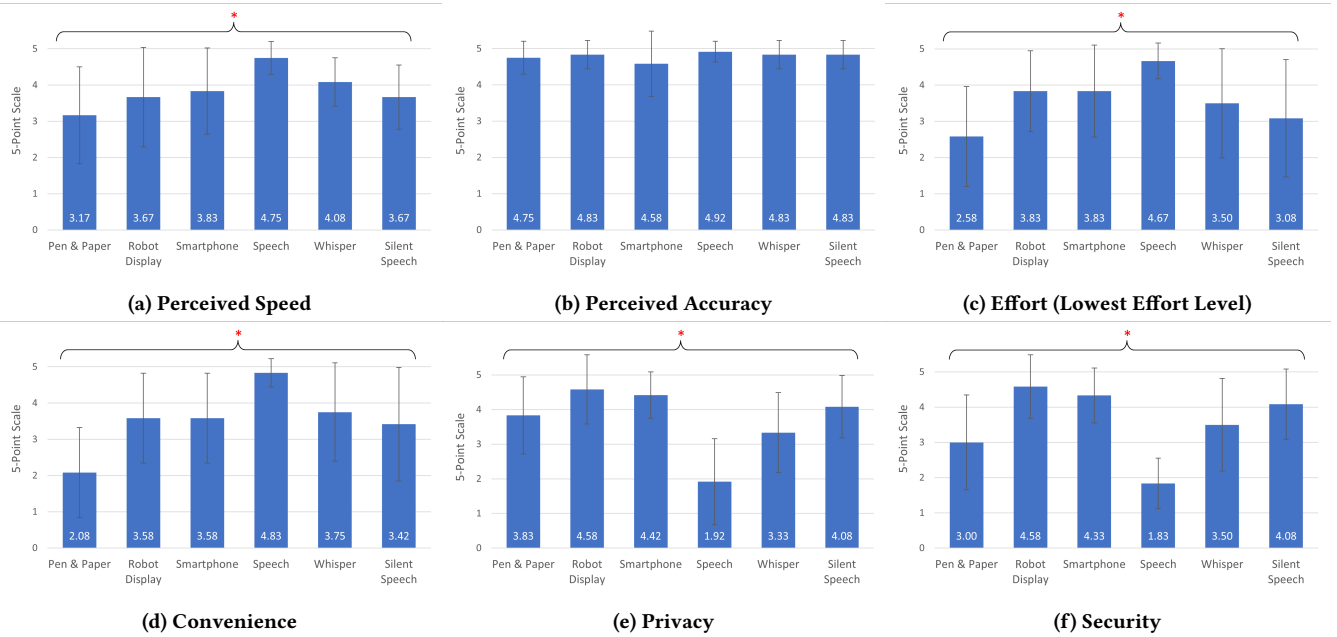 *
5-Point Scale
5
4
3
2
1
0
3.17 3.67 3.83 4.75 4.08 3.67
Pen & Paper Robot Display Smartphone Speech Whisper Silent Speech
(a) Perceived Speed
5-Point Scale
5
4
3
2
1
0
4.75 4.83 4.58 4.92 4.83 4.83
Pen & Paper Robot Display Smartphone Speech Whisper Silent Speech
(b) Perceived Accuracy
*
5-Point Scale
5
4
3
2
1
0
2.58 3.83 3.83 4.67 3.50 3.08
Pen & Paper Robot Display Smartphone Speech Whisper Silent Speech
(c) Effort (Lowest Effort Level)
*
5-Point Scale
5
4
3
2
1
0
2.08 3.58 3.58 4.83 3.75 3.42
Pen & Paper Robot Display Smartphone Speech Whisper Silent Speech
(d) Convenience
*
5-Point Scale
5
4
3
2
1
0
3.83 4.58 4.42 1.92 3.33 4.08
Pen & Paper Robot Display Smartphone Speech Whisper Silent Speech
(e) Privacy
*
5-Point Scale
5
4
3
2
1
0
3.00 4.58 4.33 1.83 3.50 4.08
Pen & Paper Robot Display Smartphone Speech Whisper Silent Speech
(f) Security